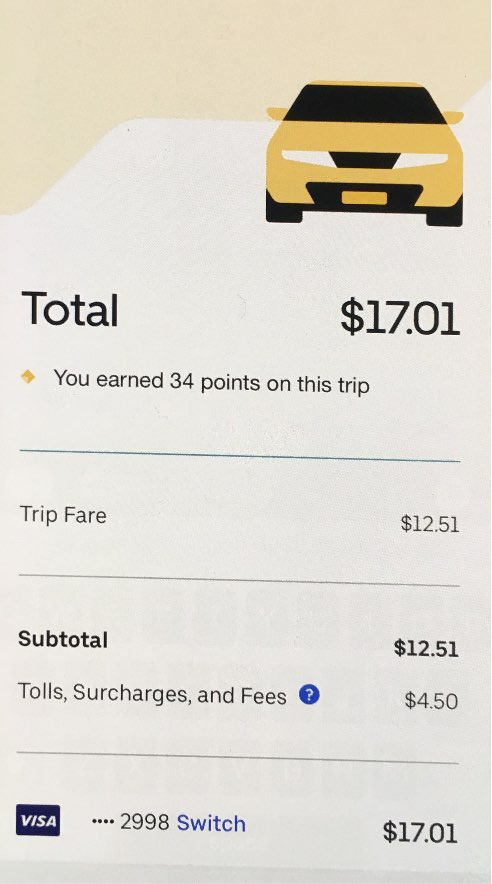 Total $17.01
You earned 34 points on this trip
Trip Fare $12.51
Subtotal $12.51
Tolls, Surcharges, and Fees ? $4.50
VISA •••• 2998 Switch $17.01